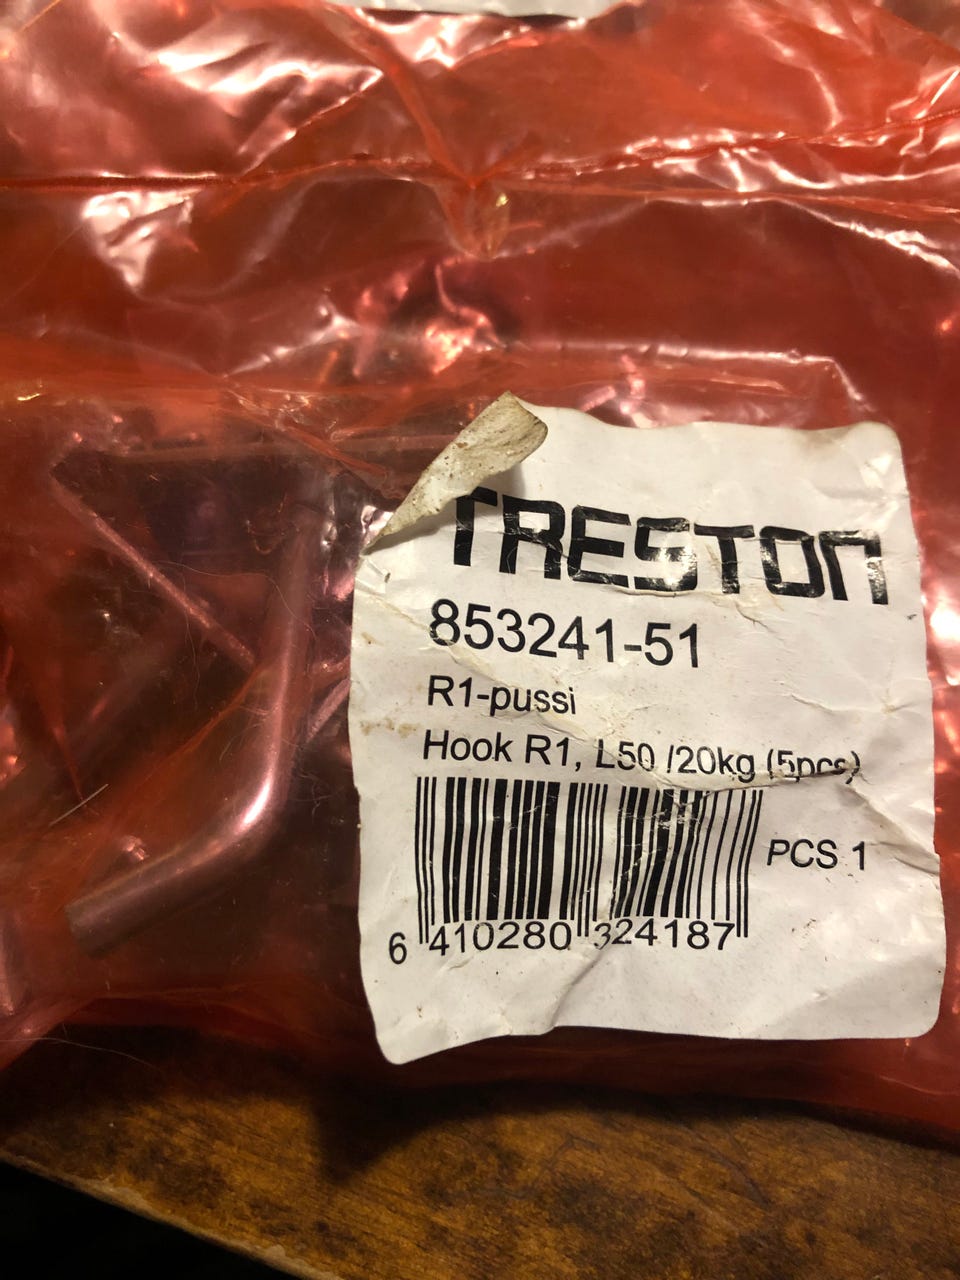 TRESTON
853241-51
R1-pussi
Hook R1, L50 /20kg (5pcs)
PCS 1
6 410280 324187